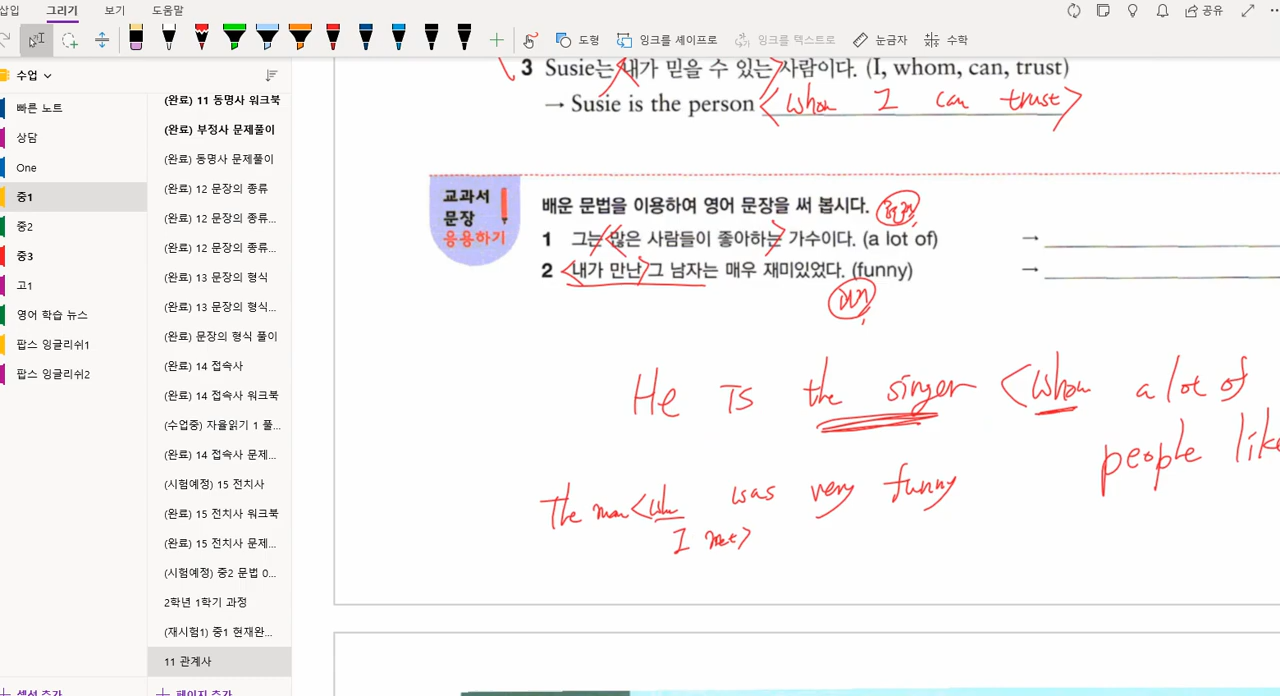 삽입
그리기
보기
도움말
공유
도형
잉크를 셰이프로
잉크를 텍스트로
눈금자
수학
수업
빠른 노트
상담
One
중1
중2
중3
고1
영어 학습 뉴스
팝스 잉글리쉬1
팝스 잉글리쉬2
(완료) 11 동명사 워크북
(완료) 부정사 문제풀이
(완료) 동명사 문제풀이
(완료) 12 문장의 종류
(완료) 12 문장의 종류...
(완료) 12 문장의 종류...
(완료) 13 문장의 형식
(완료) 13 문장의 형식...
(완료) 문장의 형식 풀이
(완료) 14 접속사
(완료) 14 접속사 워크북
(수업중) 자율읽기 1 풀...
(완료) 14 접속사 문제...
(시험예정) 15 전치사
(완료) 15 전치사 워크북
(완료) 15 전치사 문제...
(시험예정) 중2 문법 0...
2학년 1학기 과정
(재시험1) 중1 현재완...
11 관계사
섹션 추가
페이지 추가
3 Susie는 내가 믿을 수 있는 사람이다. (I, whom, can, trust)
→ Susie is the person <whom I can trust>
교과서
문장
응용하기
배운 문법을 이용하여 영어 문장을 써 봅시다.
1 그는 많은 사람들이 좋아하는 가수이다. (a lot of) →
2 내가 만난 그 남자는 매우 재미있었다. (funny) →
He is the singer <whom a lot of
people like
The man <whom was very funny
I met>